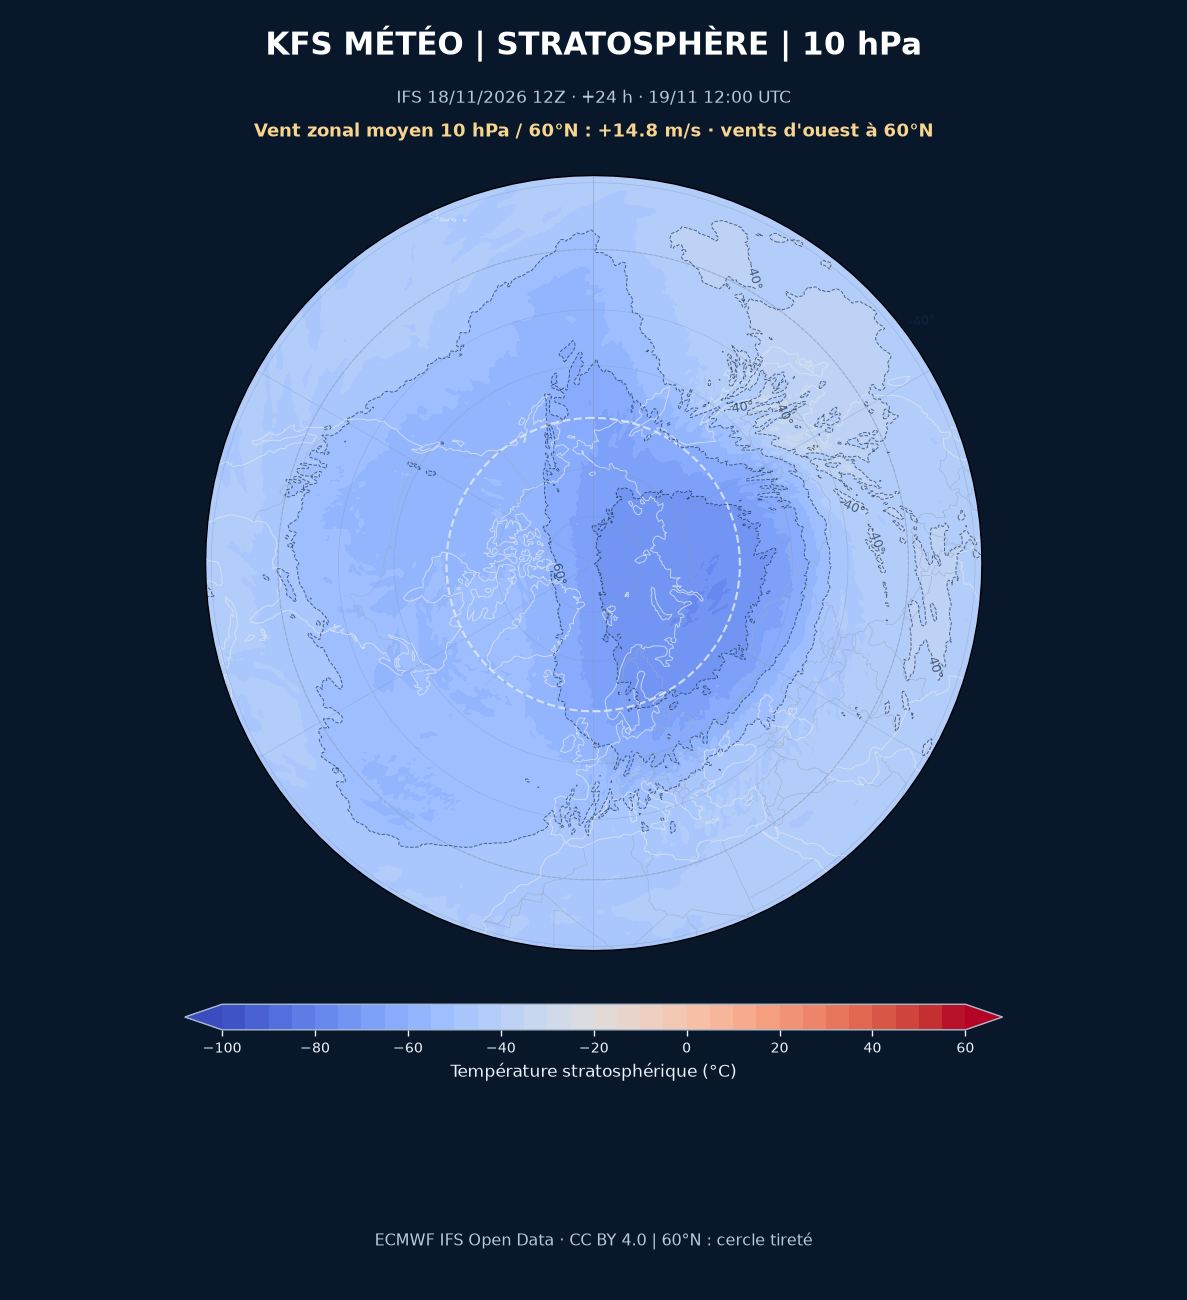 KFS MÉTÉO | STRATOSPHÈRE | 10 hPa
IFS 18/11/2026 12Z · +24 h · 19/11 12:00 UTC
Vent zonal moyen 10 hPa / 60°N : +14.8 m/s · vents d'ouest à 60°N
40°
-40°
40°
40°
-40°
-40°
-60°
40°
−100 −80 −60 −40 −20 0 20 40 60
Température stratosphérique (°C)
ECMWF IFS Open Data · CC BY 4.0 | 60°N : cercle tireté